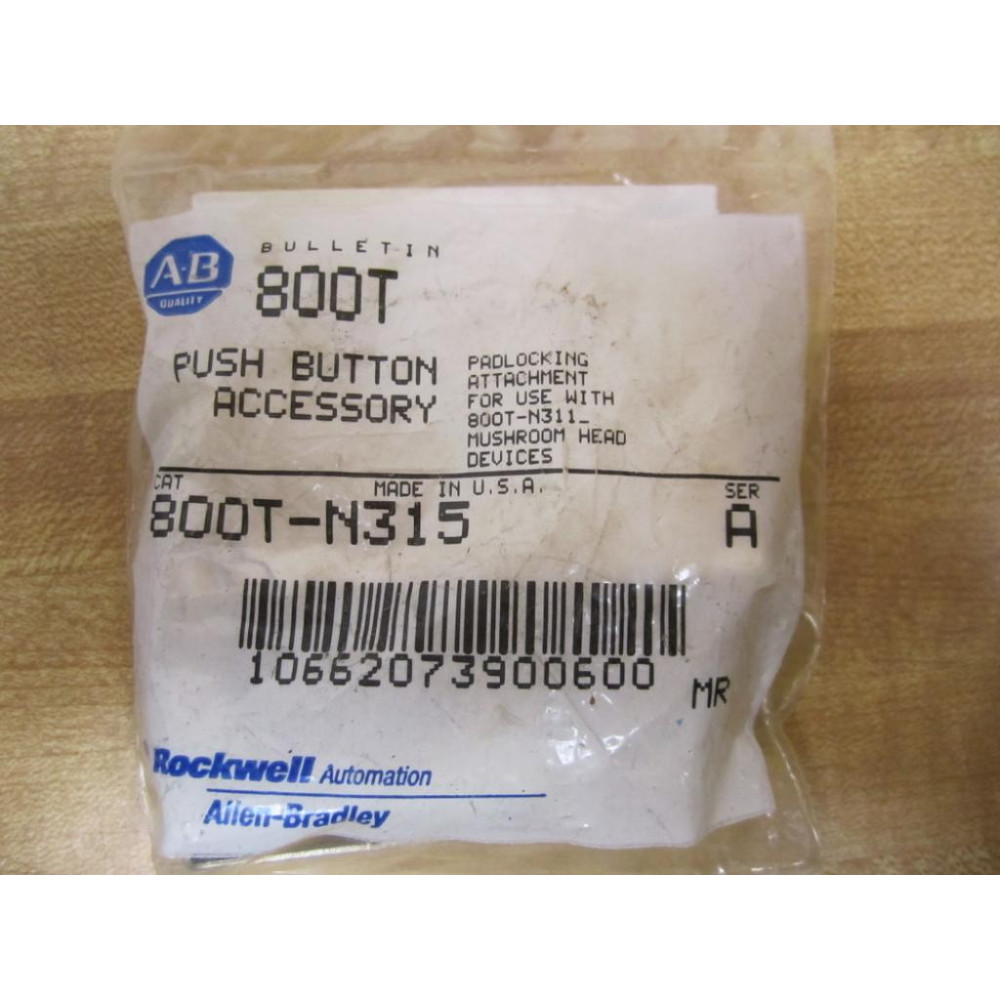 A-B
QUALITY
BULLETIN
800T
PUSH BUTTON
ACCESSORY
PADLOCKING
ATTACHMENT
FOR USE WITH
800T-N311_
MUSHROOM HEAD
DEVICES
CAT
MADE IN U.S.A.
SER
800T-N315
A
10662073900600
MR
Rockwell Automation
Allen-Bradley